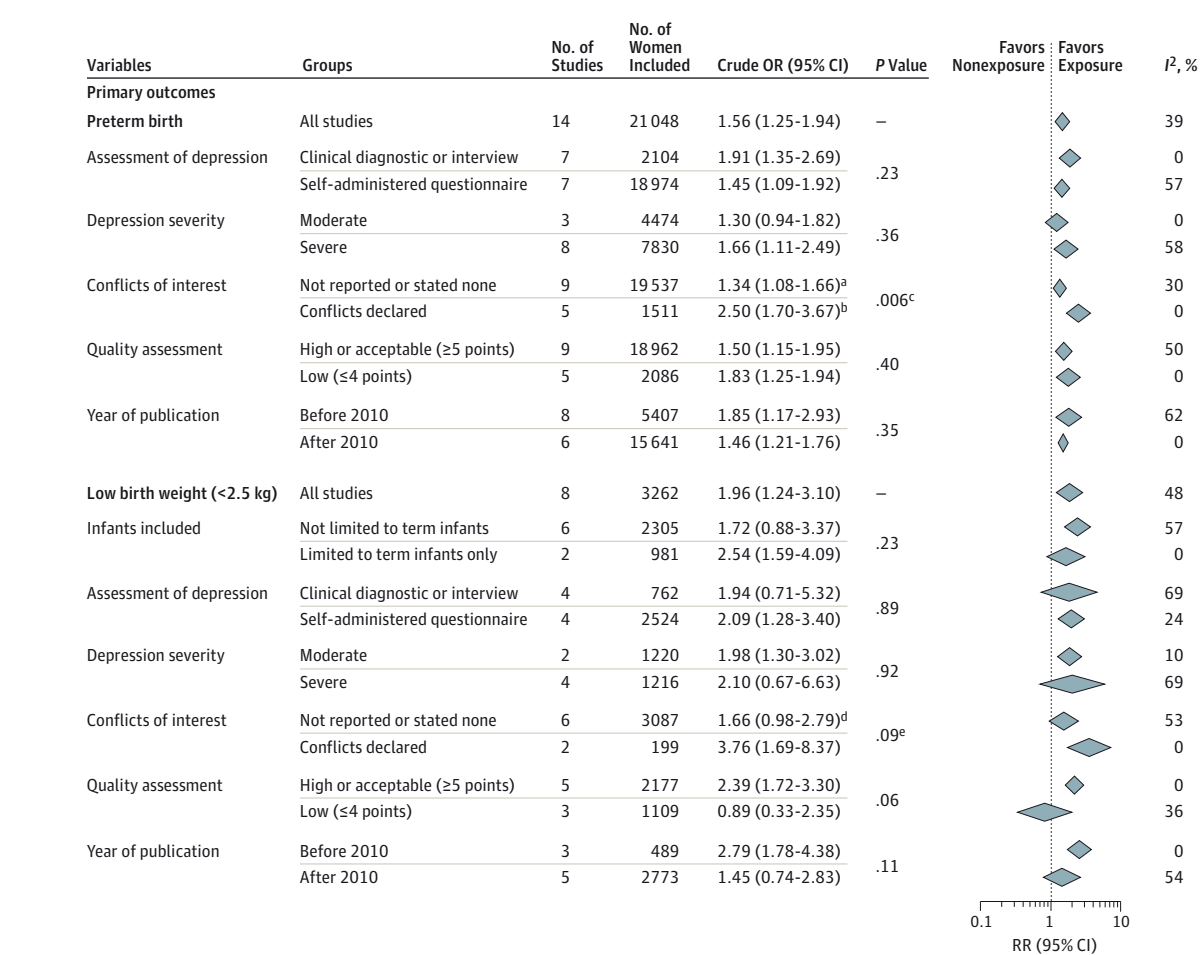 Variables Groups No. of Studies No. of Women Included Crude OR (95% CI) P Value Favors Nonexposure Favors Exposure I², %
Primary outcomes
Preterm birth All studies 14 21 048 1.56 (1.25-1.94) – 39
Assessment of depression Clinical diagnostic or interview 7 2104 1.91 (1.35-2.69) .23 0
Self-administered questionnaire 7 18 974 1.45 (1.09-1.92) 57
Depression severity Moderate 3 4474 1.30 (0.94-1.82) .36 0
Severe 8 7830 1.66 (1.11-2.49) 58
Conflicts of interest Not reported or stated none 9 19 537 1.34 (1.08-1.66)ᵃ .006ᶜ 30
Conflicts declared 5 1511 2.50 (1.70-3.67)ᵇ 0
Quality assessment High or acceptable (≥5 points) 9 18 962 1.50 (1.15-1.95) .40 50
Low (≤4 points) 5 2086 1.83 (1.25-1.94) 0
Year of publication Before 2010 8 5407 1.85 (1.17-2.93) .35 62
After 2010 6 15 641 1.46 (1.21-1.76) 0
Low birth weight (<2.5 kg) All studies 8 3262 1.96 (1.24-3.10) – 48
Infants included Not limited to term infants 6 2305 1.72 (0.88-3.37) .23 57
Limited to term infants only 2 981 2.54 (1.59-4.09) 0
Assessment of depression Clinical diagnostic or interview 4 762 1.94 (0.71-5.32) .89 69
Self-administered questionnaire 4 2524 2.09 (1.28-3.40) 24
Depression severity Moderate 2 1220 1.98 (1.30-3.02) .92 10
Severe 4 1216 2.10 (0.67-6.63) 69
Conflicts of interest Not reported or stated none 6 3087 1.66 (0.98-2.79)ᵈ .09ᵉ 53
Conflicts declared 2 199 3.76 (1.69-8.37) 0
Quality assessment High or acceptable (≥5 points) 5 2177 2.39 (1.72-3.30) .06 0
Low (≤4 points) 3 1109 0.89 (0.33-2.35) 36
Year of publication Before 2010 3 489 2.79 (1.78-4.38) .11 0
After 2010 5 2773 1.45 (0.74-2.83) 54
0.1 1 10
RR (95% CI)